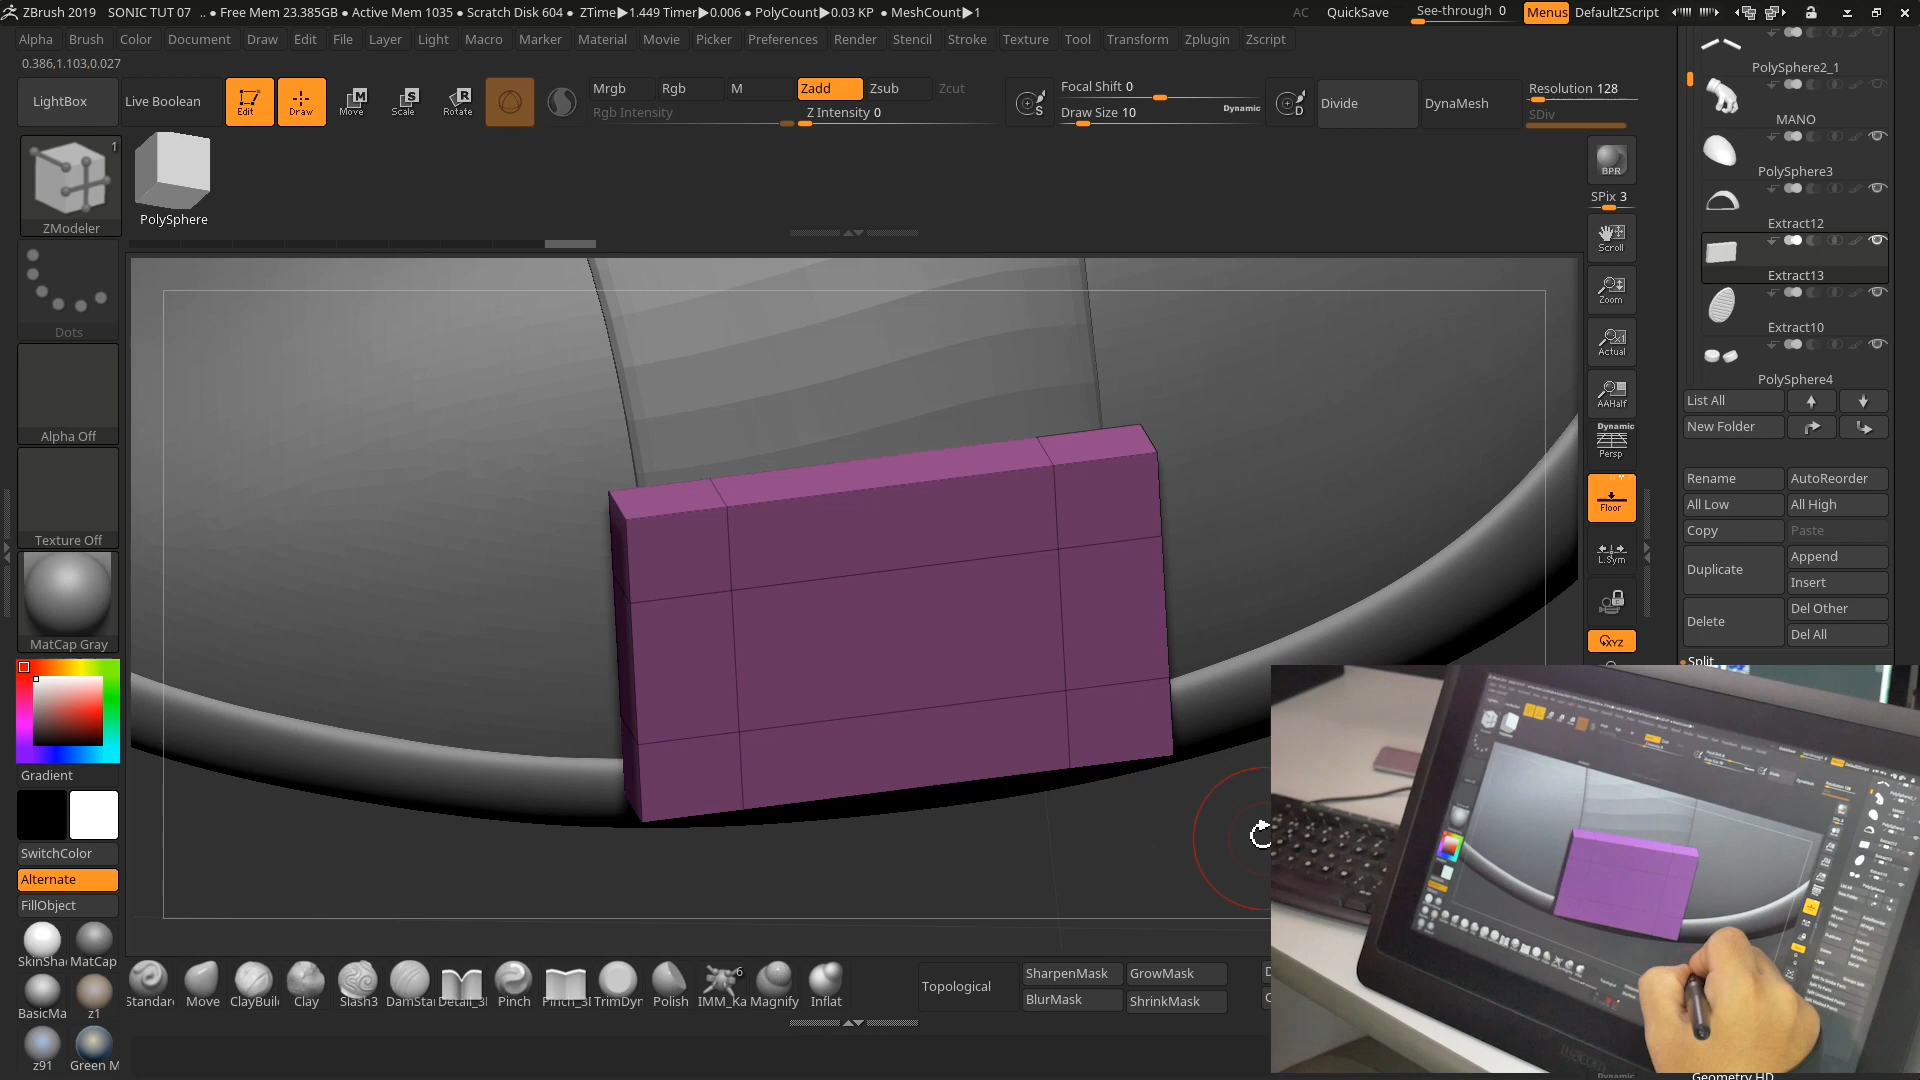 ZBrush 2019 SONIC TUT 07 .. ● Free Mem 23.385GB ● Active Mem 1035 ● Scratch Disk 604 ● ZTime▶1.449 Timer▶0.006 ● PolyCount▶0.03 KP ● MeshCount▶1
AC QuickSave See-through 0 Menus DefaultZScript
Alpha Brush Color Document Draw Edit File Layer Light Macro Marker Material Movie Picker Preferences Render Stencil Stroke Texture Tool Transform Zplugin Zscript
0.386,1.103,0.027
LightBox Live Boolean Edit Draw Move Scale Rotate
Mrgb Rgb M Zadd Zsub Zcut
Rgb Intensity Z Intensity 0
Focal Shift 0
Draw Size 10 Dynamic
Divide DynaMesh
Resolution 128
SDiv
1
ZModeler
PolySphere
Dots
Alpha Off
Texture Off
MatCap Gray
Gradient
SwitchColor
Alternate
FillObject
SkinSha MatCap
BasicMa z1
z91 Green M
BPR
SPix 3
Scroll
Zoom
Actual
AAHalf
Dynamic
Persp
Floor
L.Sym
XYZ
PolySphere2_1
MANO
PolySphere3
Extract12
Extract13
Extract10
PolySphere4
List All
New Folder
Rename AutoReorder
All Low All High
Copy Paste
Duplicate Append
Insert
Delete Del Other
Del All
Split
Standard Move ClayBuil Clay Slash3 DamSta Detail_3 Pinch Pinch_3 TrimDyn Polish IMM_Ka 6 Magnify Inflat
Topological
SharpenMask GrowMask
BlurMask ShrinkMask
Dynamic
Geometry HD